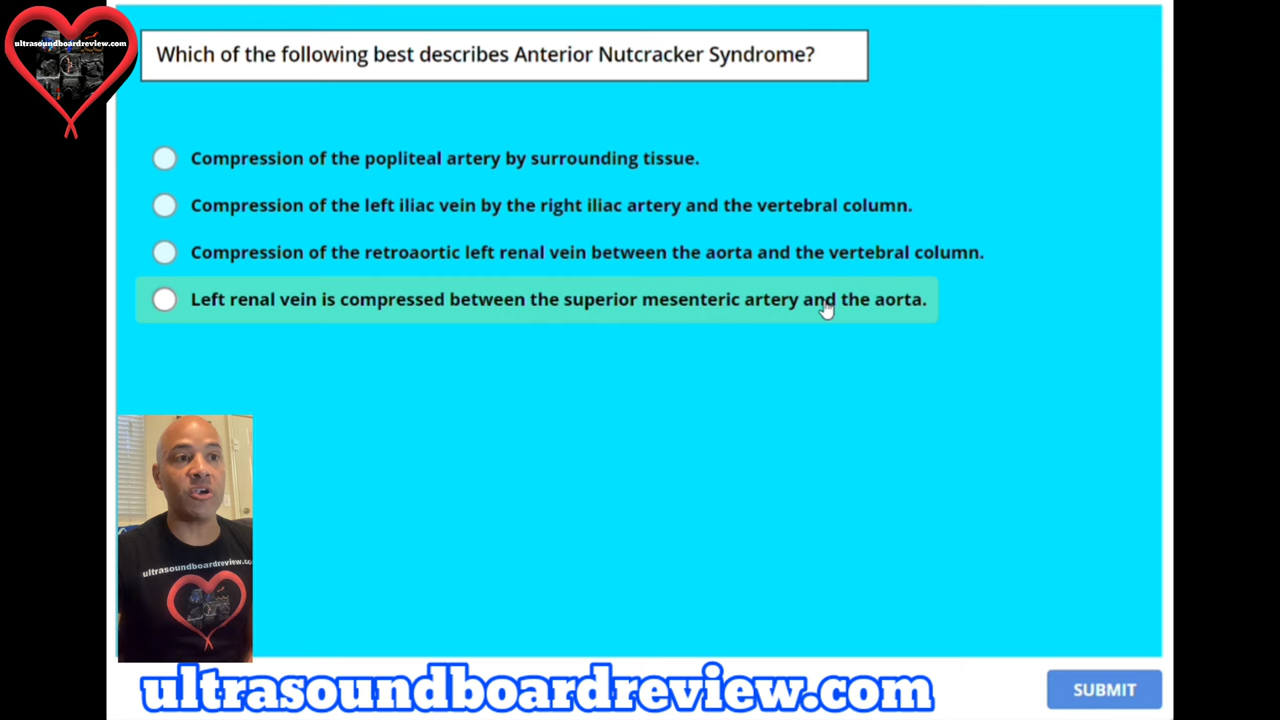 ultrasoundboardreview.com
Which of the following best describes Anterior Nutcracker Syndrome?
Compression of the popliteal artery by surrounding tissue.
Compression of the left iliac vein by the right iliac artery and the vertebral column.
Compression of the retroaortic left renal vein between the aorta and the vertebral column.
Left renal vein is compressed between the superior mesenteric artery and the aorta.
ultrasoundboardreview.co
ultrasoundboardreview.com
SUBMIT